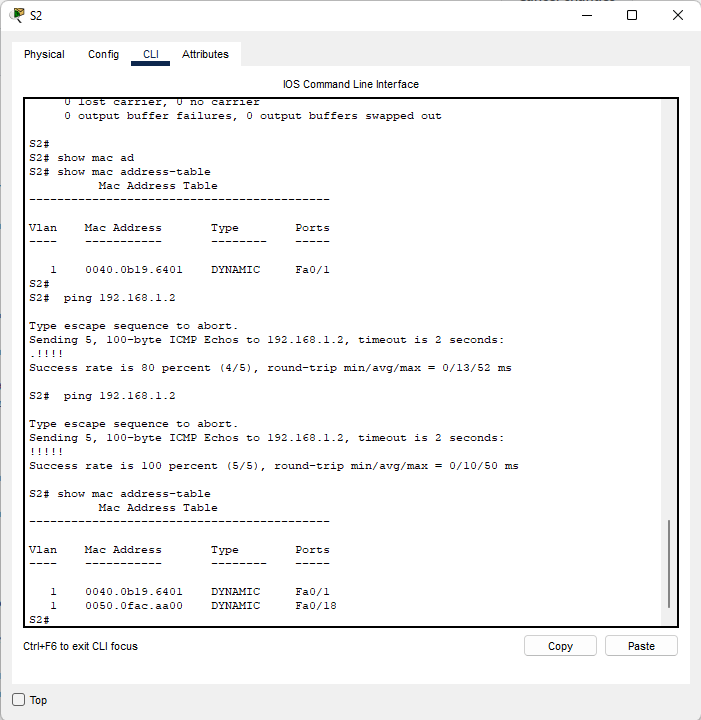 S2
Physical Config CLI Attributes
IOS Command Line Interface
0 lost carrier, 0 no carrier
0 output buffer failures, 0 output buffers swapped out
S2#
S2# show mac ad
S2# show mac address-table
Mac Address Table
-------------------------------------------
Vlan Mac Address Type Ports
---- ----------- -------- -----
1 0040.0b19.6401 DYNAMIC Fa0/1
S2#
S2# ping 192.168.1.2
Type escape sequence to abort.
Sending 5, 100-byte ICMP Echos to 192.168.1.2, timeout is 2 seconds:
.!!!!
Success rate is 80 percent (4/5), round-trip min/avg/max = 0/13/52 ms
S2# ping 192.168.1.2
Type escape sequence to abort.
Sending 5, 100-byte ICMP Echos to 192.168.1.2, timeout is 2 seconds:
!!!!!
Success rate is 100 percent (5/5), round-trip min/avg/max = 0/10/50 ms
S2# show mac address-table
Mac Address Table
-------------------------------------------
Vlan Mac Address Type Ports
---- ----------- -------- -----
1 0040.0b19.6401 DYNAMIC Fa0/1
1 0050.0fac.aa00 DYNAMIC Fa0/18
S2#
Ctrl+F6 to exit CLI focus
Copy Paste
Top